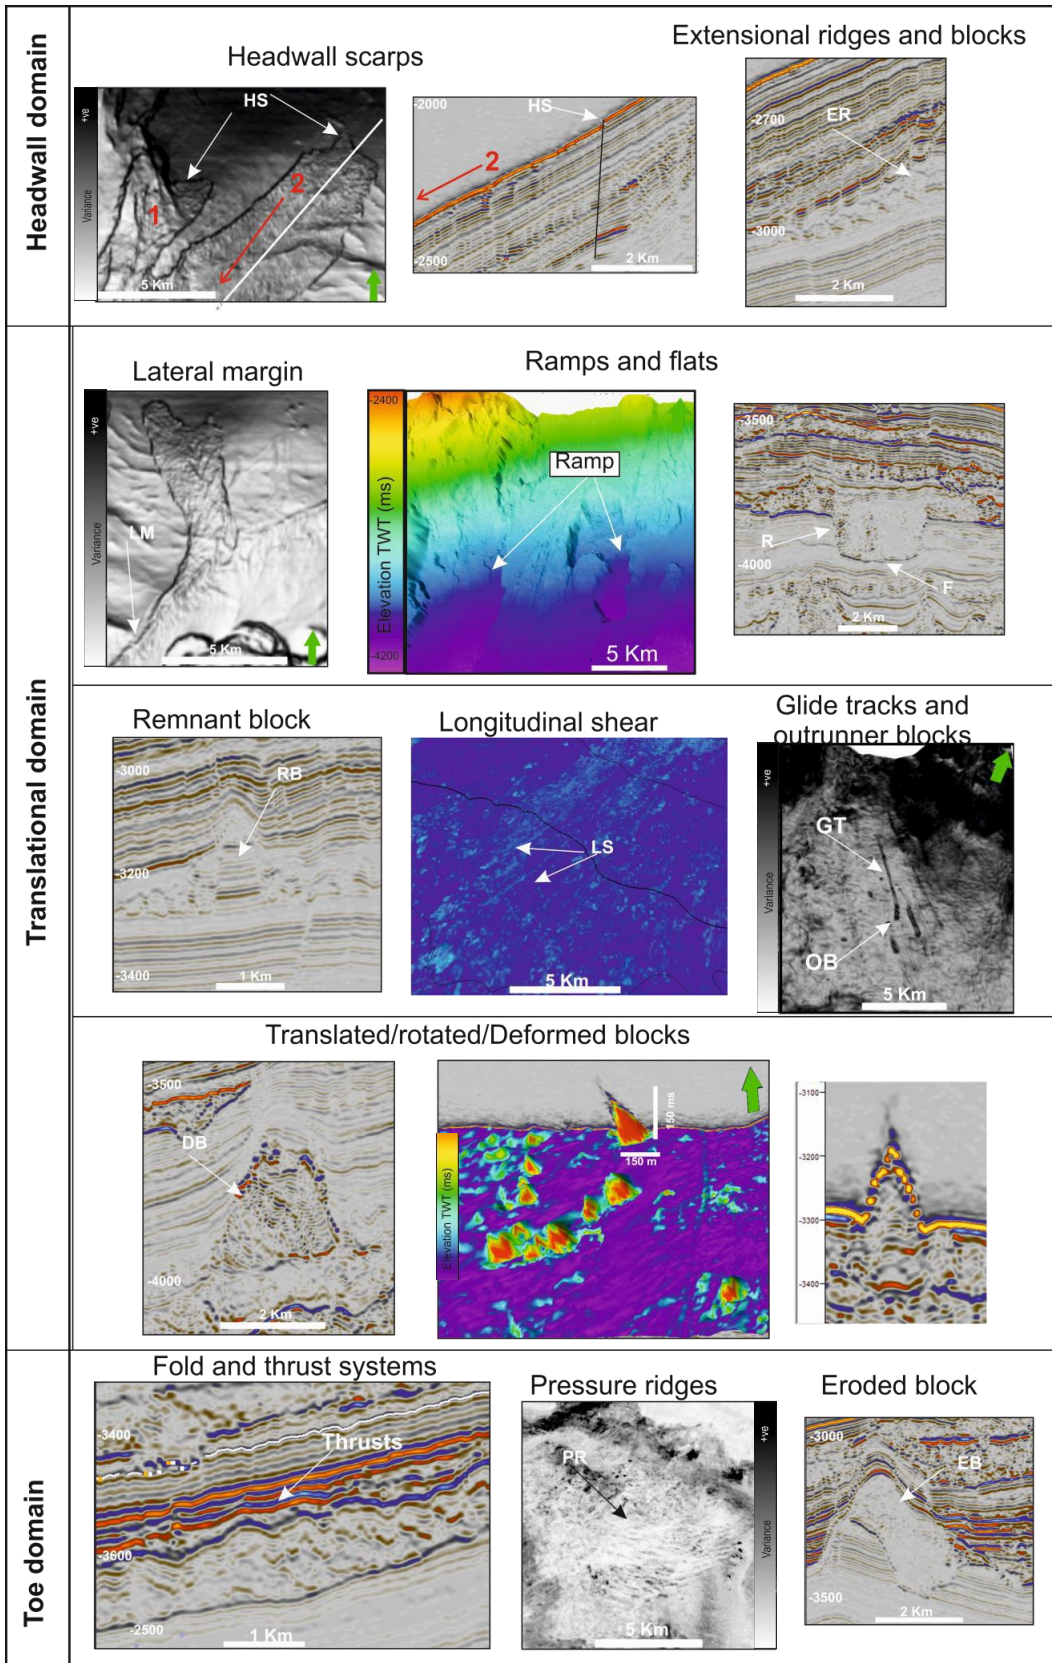 Headwall domain
Headwall scarps
Extensional ridges and blocks
+ve
Variance
HS
1
2
5 Km
-2000
HS
2
-2500
2 Km
-2700
ER
-3000
2 Km
Translational domain
Lateral margin
Ramps and flats
+ve
Variance
LM
5 Km
-2400
Elevation TWT (ms)
-4200
Ramp
5 Km
-3500
R
-4000
F
2 Km
Remnant block
Longitudinal shear
Glide tracks and
outrunner blocks
-3000
RB
-3200
-3400
1 Km
LS
5 Km
+ve
Variance
GT
OB
5 Km
Translated/rotated/Deformed blocks
-3500
DB
-4000
2 Km
Elevation TWT (ms)
150 ms
150 m
-3100
-3200
-3300
-3400
Toe domain
Fold and thrust systems
Pressure ridges
Eroded block
-3400
Thrusts
-3600
-2500
1 Km
PR
5 Km
+ve
Variance
-3000
EB
-3500
2 Km